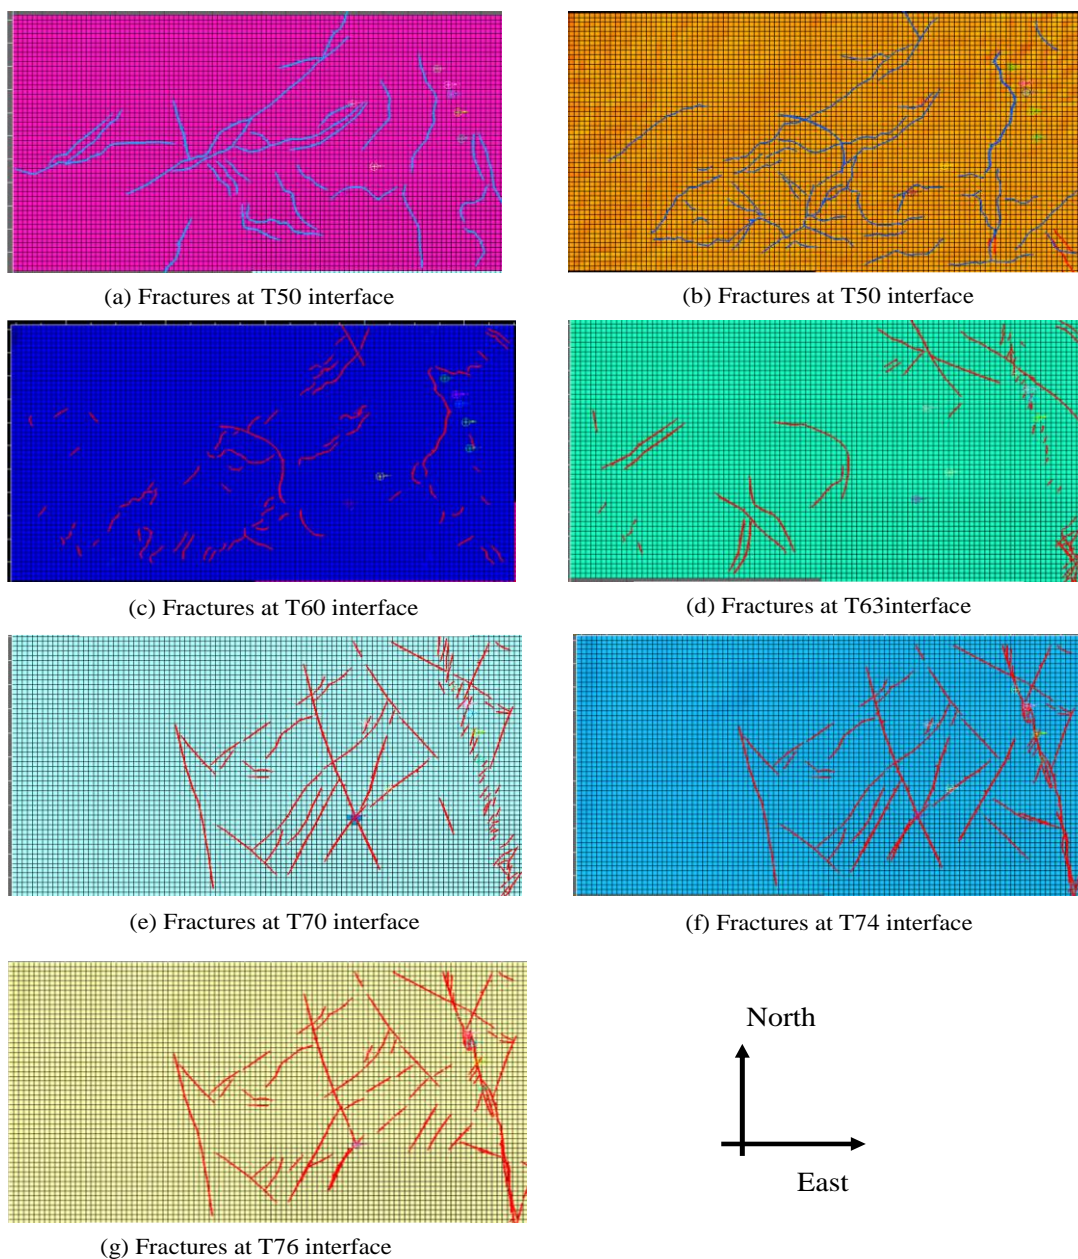 (a) Fractures at T50 interface
(b) Fractures at T50 interface
(c) Fractures at T60 interface
(d) Fractures at T63interface
(e) Fractures at T70 interface
(f) Fractures at T74 interface
(g) Fractures at T76 interface
North
East